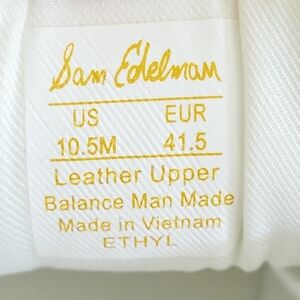 Sam Edelman
US EUR
10.5M 41.5
Leather Upper
Balance Man Made
Made in Vietnam
ETHYL